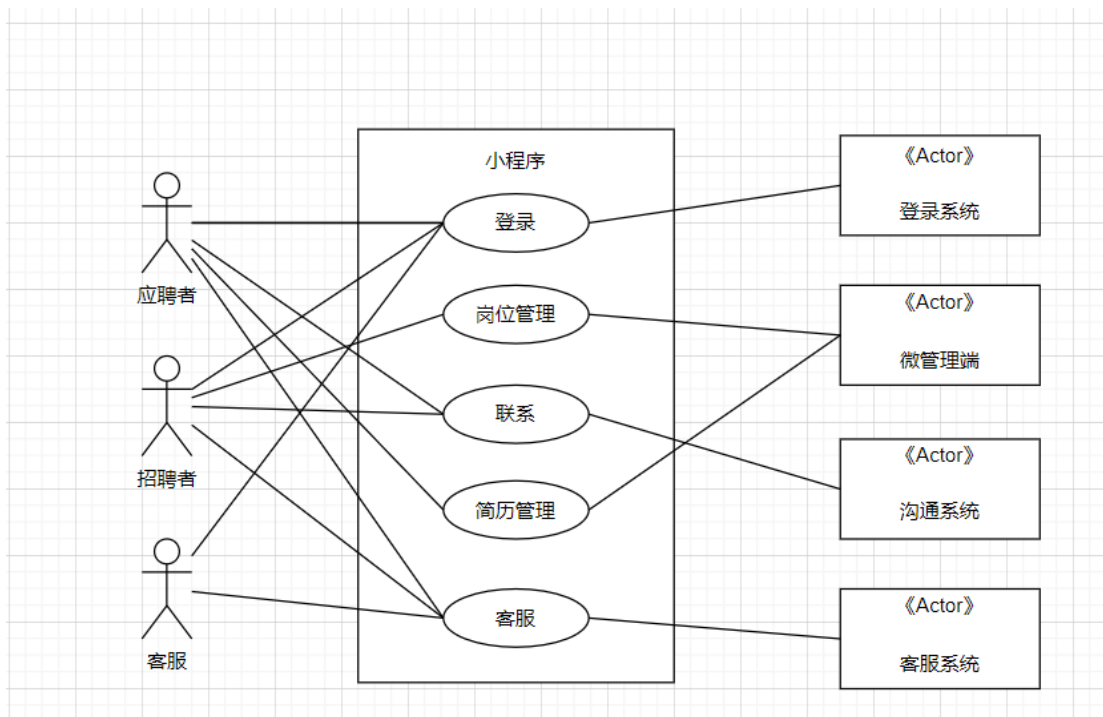 小程序
登录
岗位管理
联系
简历管理
客服
应聘者
招聘者
客服
《Actor》
登录系统
《Actor》
微管理端
《Actor》
沟通系统
《Actor》
客服系统